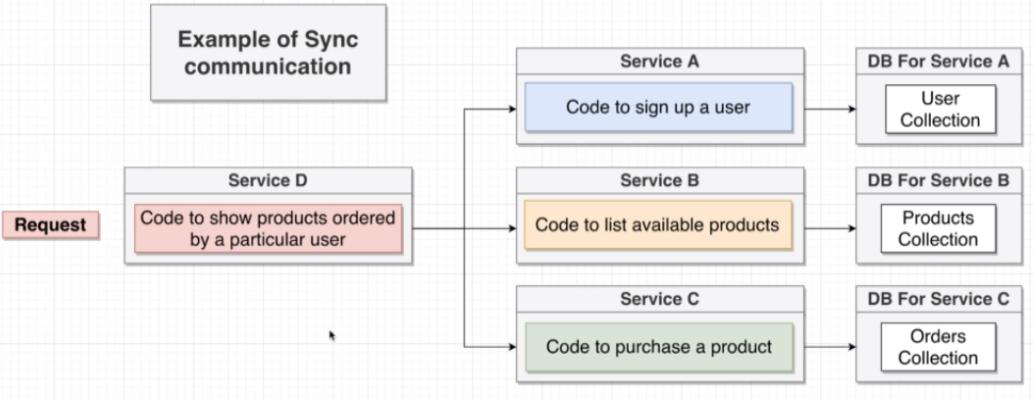 Example of Sync
communication
Service A
Code to sign up a user
DB For Service A
User
Collection
Request
Service D
Code to show products ordered
by a particular user
Service B
Code to list available products
DB For Service B
Products
Collection
Service C
Code to purchase a product
DB For Service C
Orders
Collection